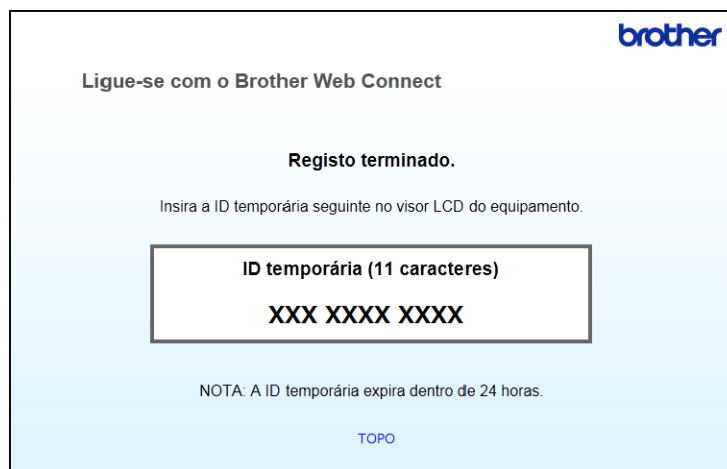 brother
Ligue-se com o Brother Web Connect
Registo terminado.
Insira a ID temporária seguinte no visor LCD do equipamento.
ID temporária (11 caracteres)
XXX XXXX XXXX
NOTA: A ID temporária expira dentro de 24 horas.
TOPO